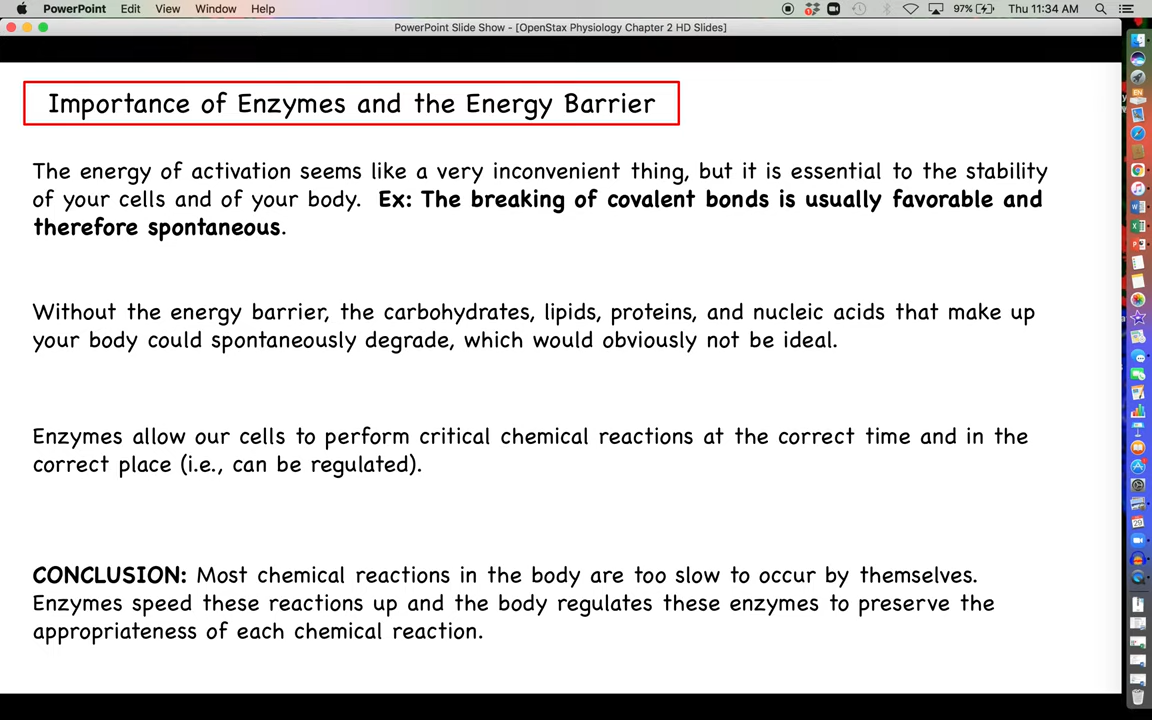 PowerPoint Edit View Window Help 97% Thu 11:34 AM
PowerPoint Slide Show - [OpenStax Physiology Chapter 2 HD Slides]
Importance of Enzymes and the Energy Barrier
The energy of activation seems like a very inconvenient thing, but it is essential to the stability
of your cells and of your body. Ex: The breaking of covalent bonds is usually favorable and
therefore spontaneous.
Without the energy barrier, the carbohydrates, lipids, proteins, and nucleic acids that make up
your body could spontaneously degrade, which would obviously not be ideal.
Enzymes allow our cells to perform critical chemical reactions at the correct time and in the
correct place (i.e., can be regulated).
CONCLUSION: Most chemical reactions in the body are too slow to occur by themselves.
Enzymes speed these reactions up and the body regulates these enzymes to preserve the
appropriateness of each chemical reaction.